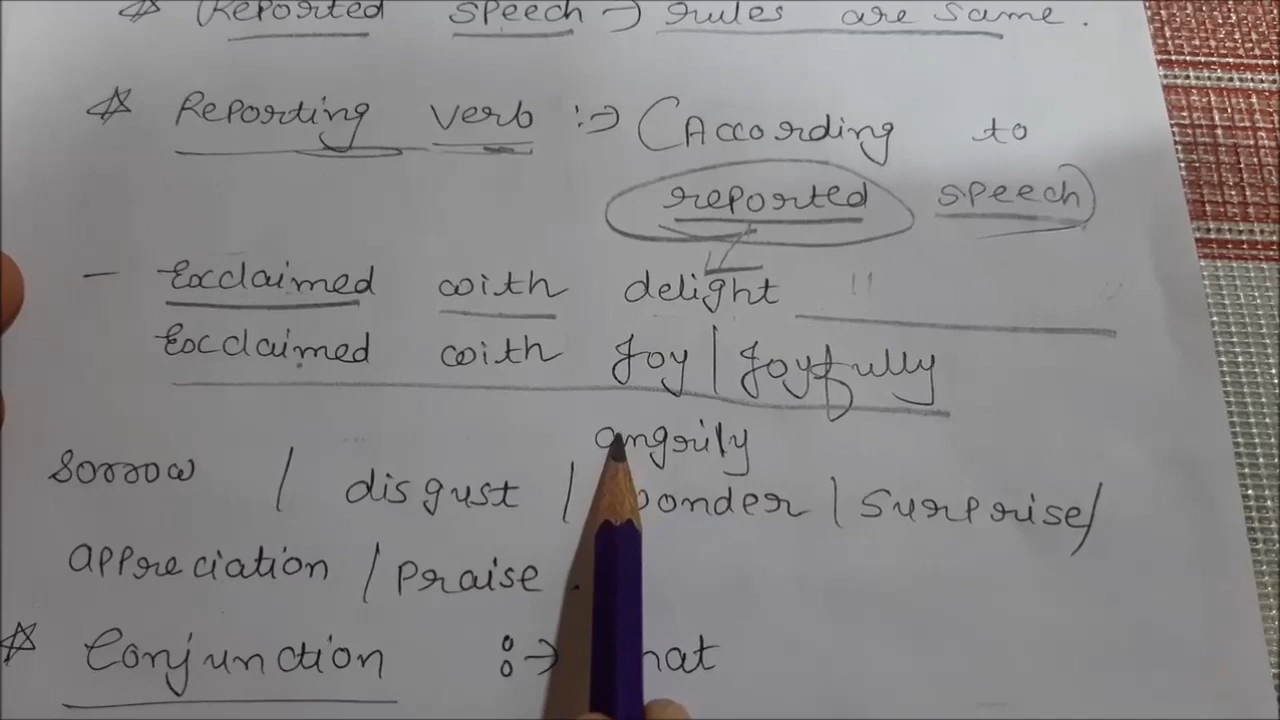 ☆ (Reported speech → rules are same.
☆ Reporting verb :→ (According to
reported speech)
- Exclaimed with delight "
Exclaimed with Joy | Joyfully
angrily
sorrow / disgust / wonder | surprise/
appreciation / praise.
☆ Conjunction :→ that